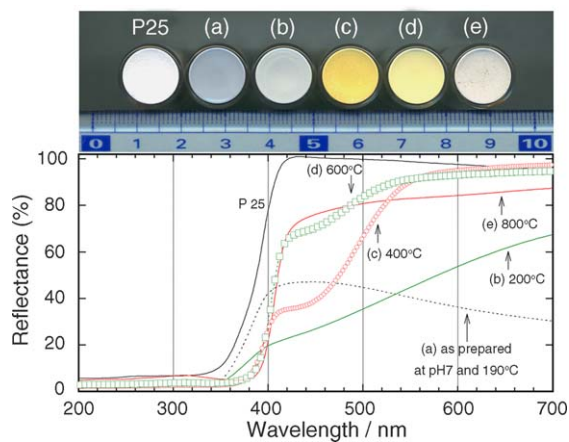 P25 (a) (b) (c) (d) (e)
0 1 2 3 4 5 6 7 8 9 10
100
80
60
40
20
0
Reflectance (%)
(d) 600°C
P 25
(e) 800°C
(c) 400°C
(b) 200°C
(a) as prepared
at pH7 and 190°C
200 300 400 500 600 700
Wavelength / nm